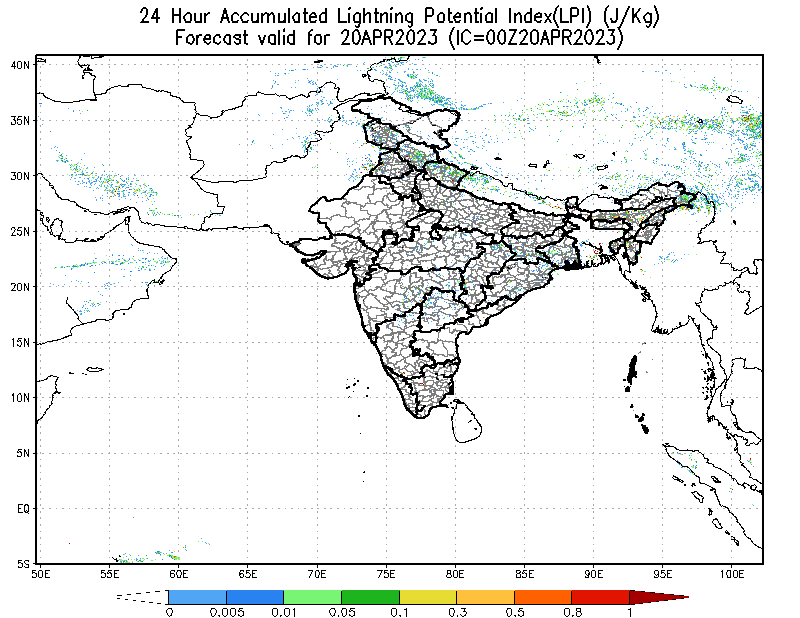 24 Hour Accumulated Lightning Potential Index(LPI) (J/Kg)
Forecast valid for 20APR2023 (IC=00Z20APR2023)
40N
35N
30N
25N
20N
15N
10N
5N
EQ
5S
50E 55E 60E 65E 70E 75E 80E 85E 90E 95E 100E
0 0.005 0.01 0.05 0.1 0.3 0.5 0.8 1